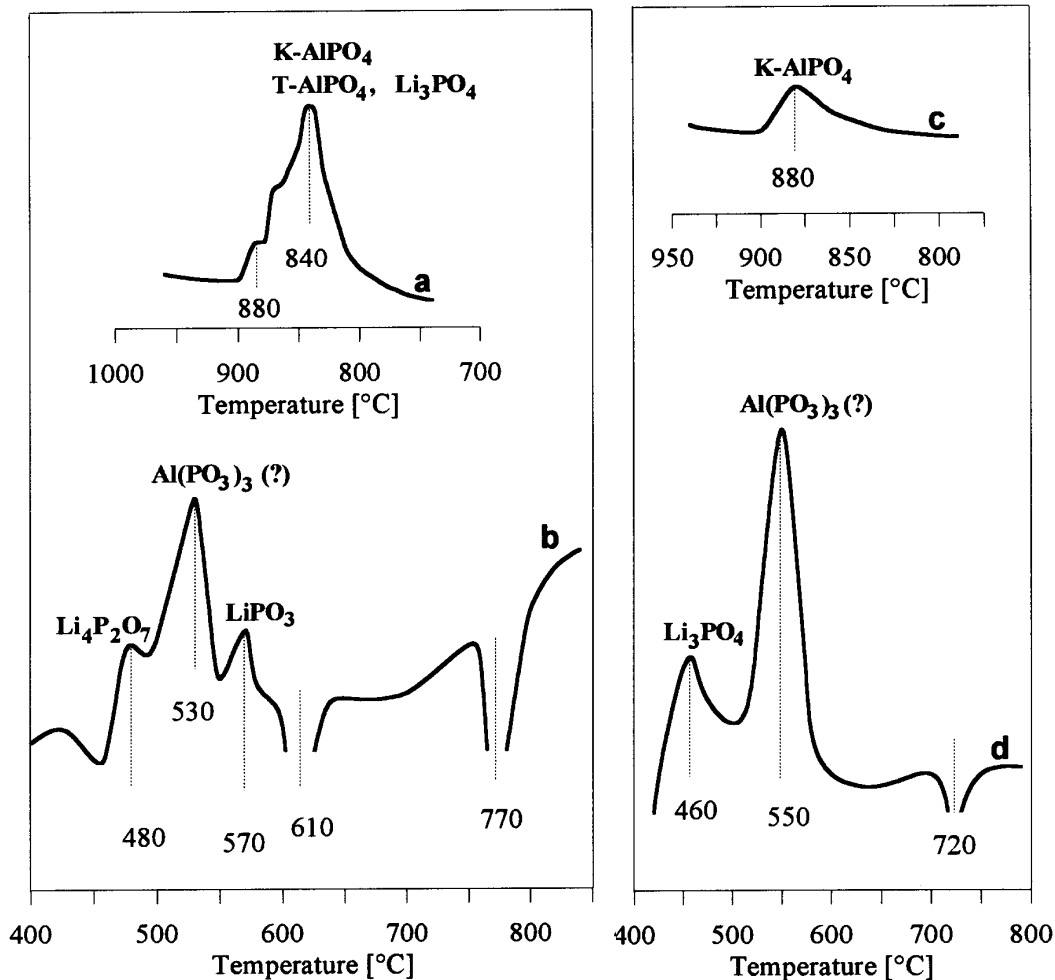 K-AlPO₄
T-AlPO₄, Li₃PO₄
840
880
a
1000 900 800 700
Temperature [°C]
Al(PO₃)₃ (?)
b
Li₄P₂O₇
LiPO₃
530
480
570
610
770
400 500 600 700 800
Temperature [°C]
K-AlPO₄
c
880
950 900 850 800
Temperature [°C]
Al(PO₃)₃ (?)
Li₃PO₄
d
460
550
720
400 500 600 700 800
Temperature [°C]